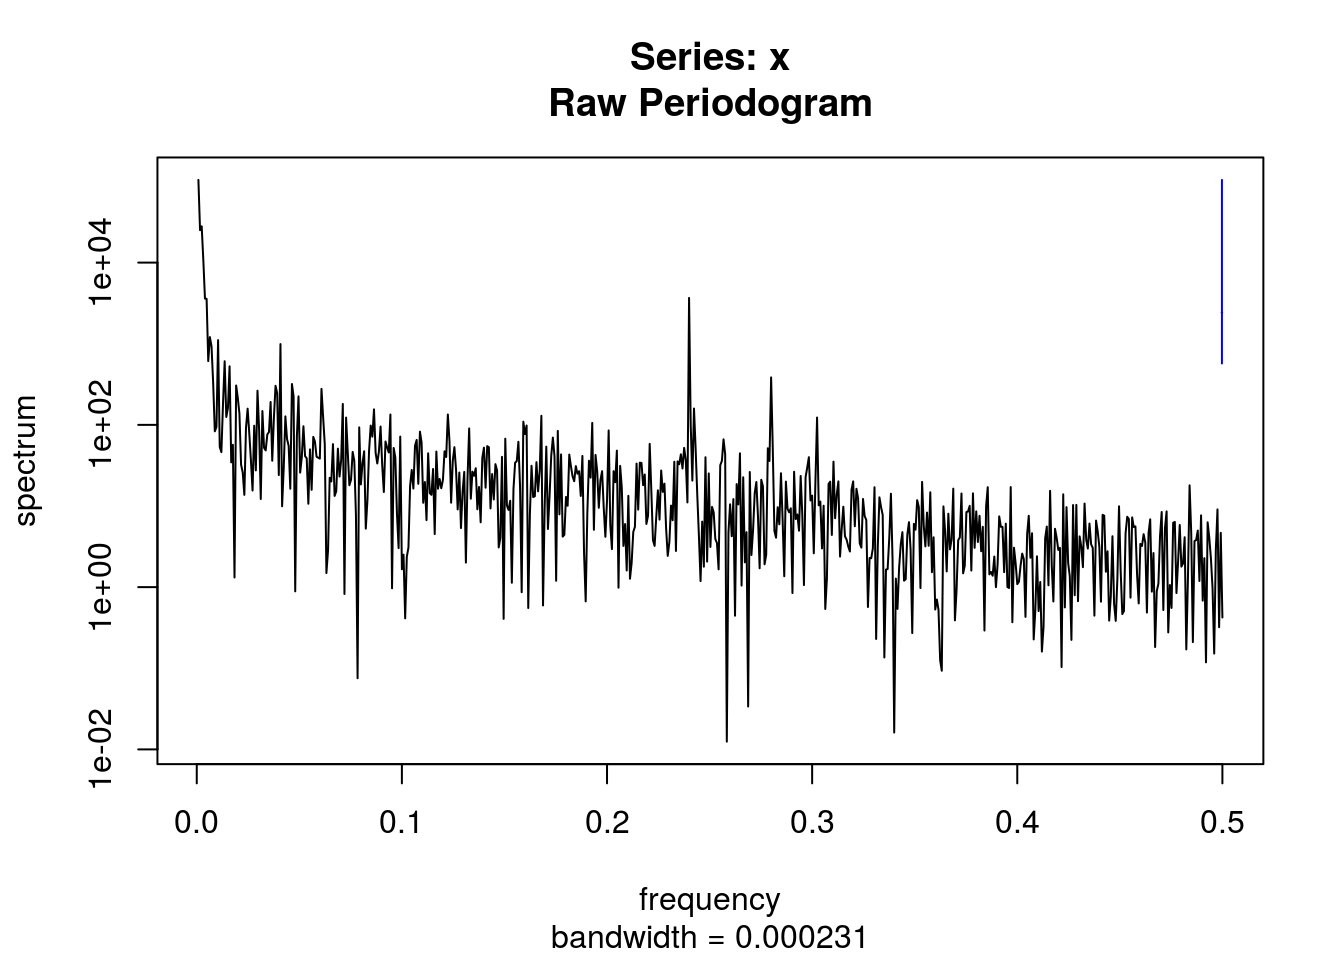 Series: x
Raw Periodogram
spectrum
1e+04
1e+02
1e+00
1e-02
0.0 0.1 0.2 0.3 0.4 0.5
frequency
bandwidth = 0.000231